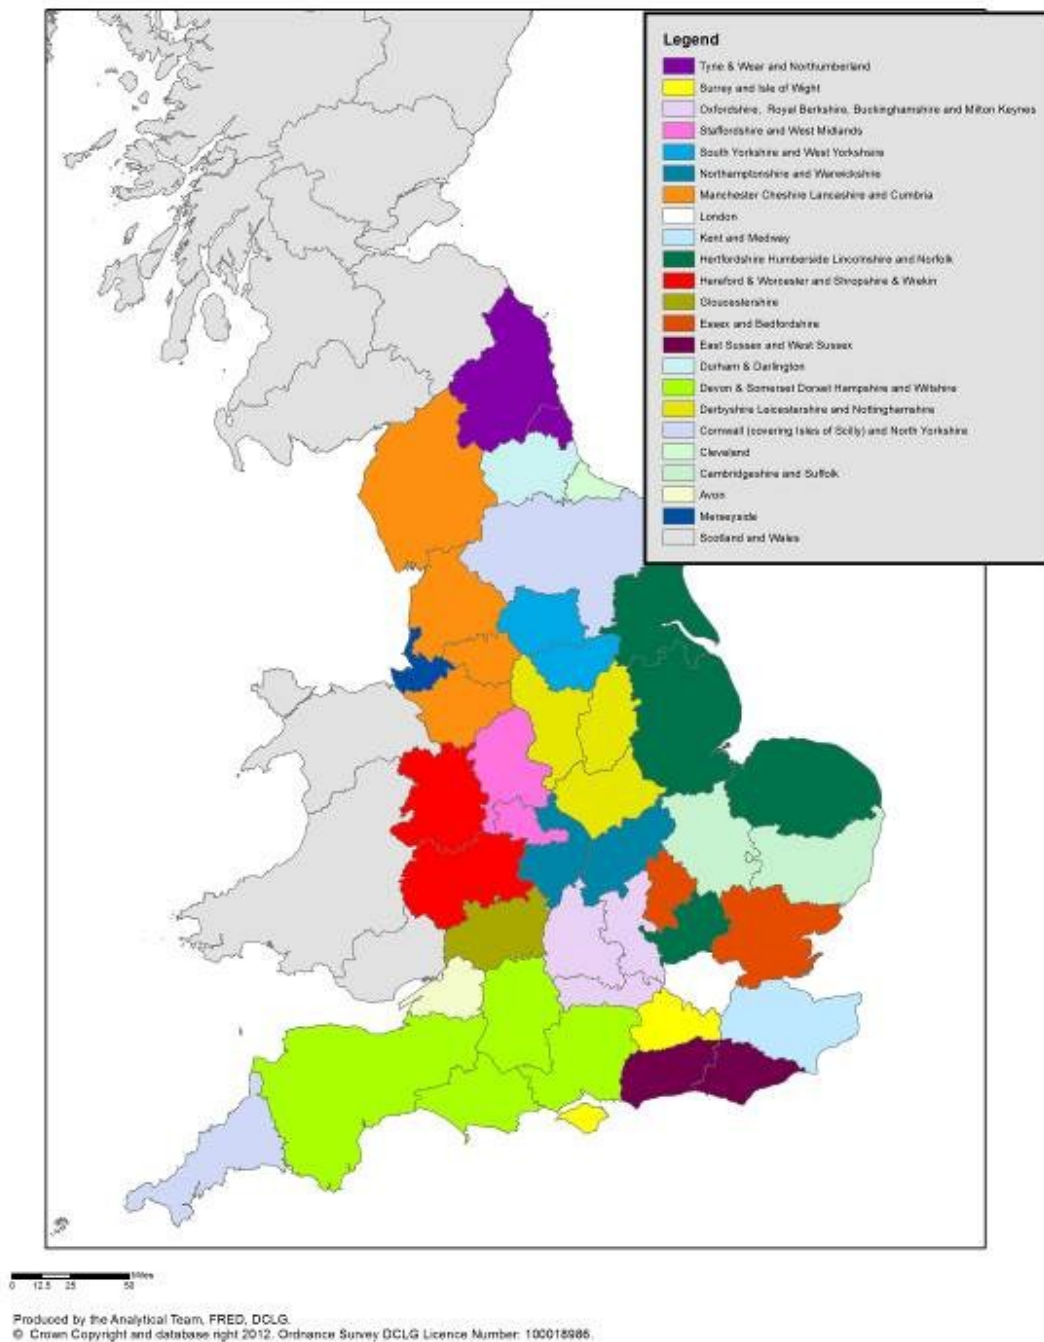 Legend
Tyne & Wear and Northumberland
Surrey and Isle of Wight
Oxfordshire, Royal Berkshire, Buckinghamshire and Milton Keynes
Staffordshire and West Midlands
South Yorkshire and West Yorkshire
Northamptonshire and Warwickshire
Manchester Cheshire Lancashire and Cumbria
London
Kent and Medway
Hertfordshire Humberside Lincolnshire and Norfolk
Hereford & Worcester and Shropshire & Wrekin
Gloucestershire
Essex and Bedfordshire
East Sussex and West Sussex
Durham & Darlington
Devon & Somerset Dorset Hampshire and Wiltshire
Derbyshire Leicestershire and Nottinghamshire
Cornwall (covering Isles of Scilly) and North Yorkshire
Cleveland
Cambridgeshire and Suffolk
Avon
Merseyside
Scotland and Wales
Miles
0 12.5 25 50
Produced by the Analytical Team, FRED, DCLG.
© Crown Copyright and database right 2012. Ordnance Survey DCLG Licence Number: 100018986.